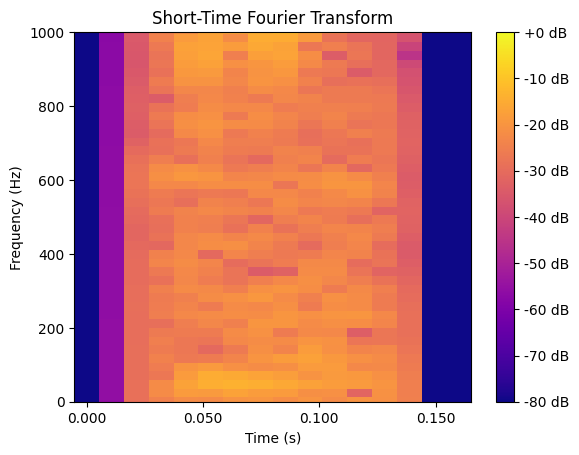 Short-Time Fourier Transform
1000
800
600
400
200
0
Frequency (Hz)
0.000
0.050
0.100
0.150
Time (s)
+0 dB
-10 dB
-20 dB
-30 dB
-40 dB
-50 dB
-60 dB
-70 dB
-80 dB